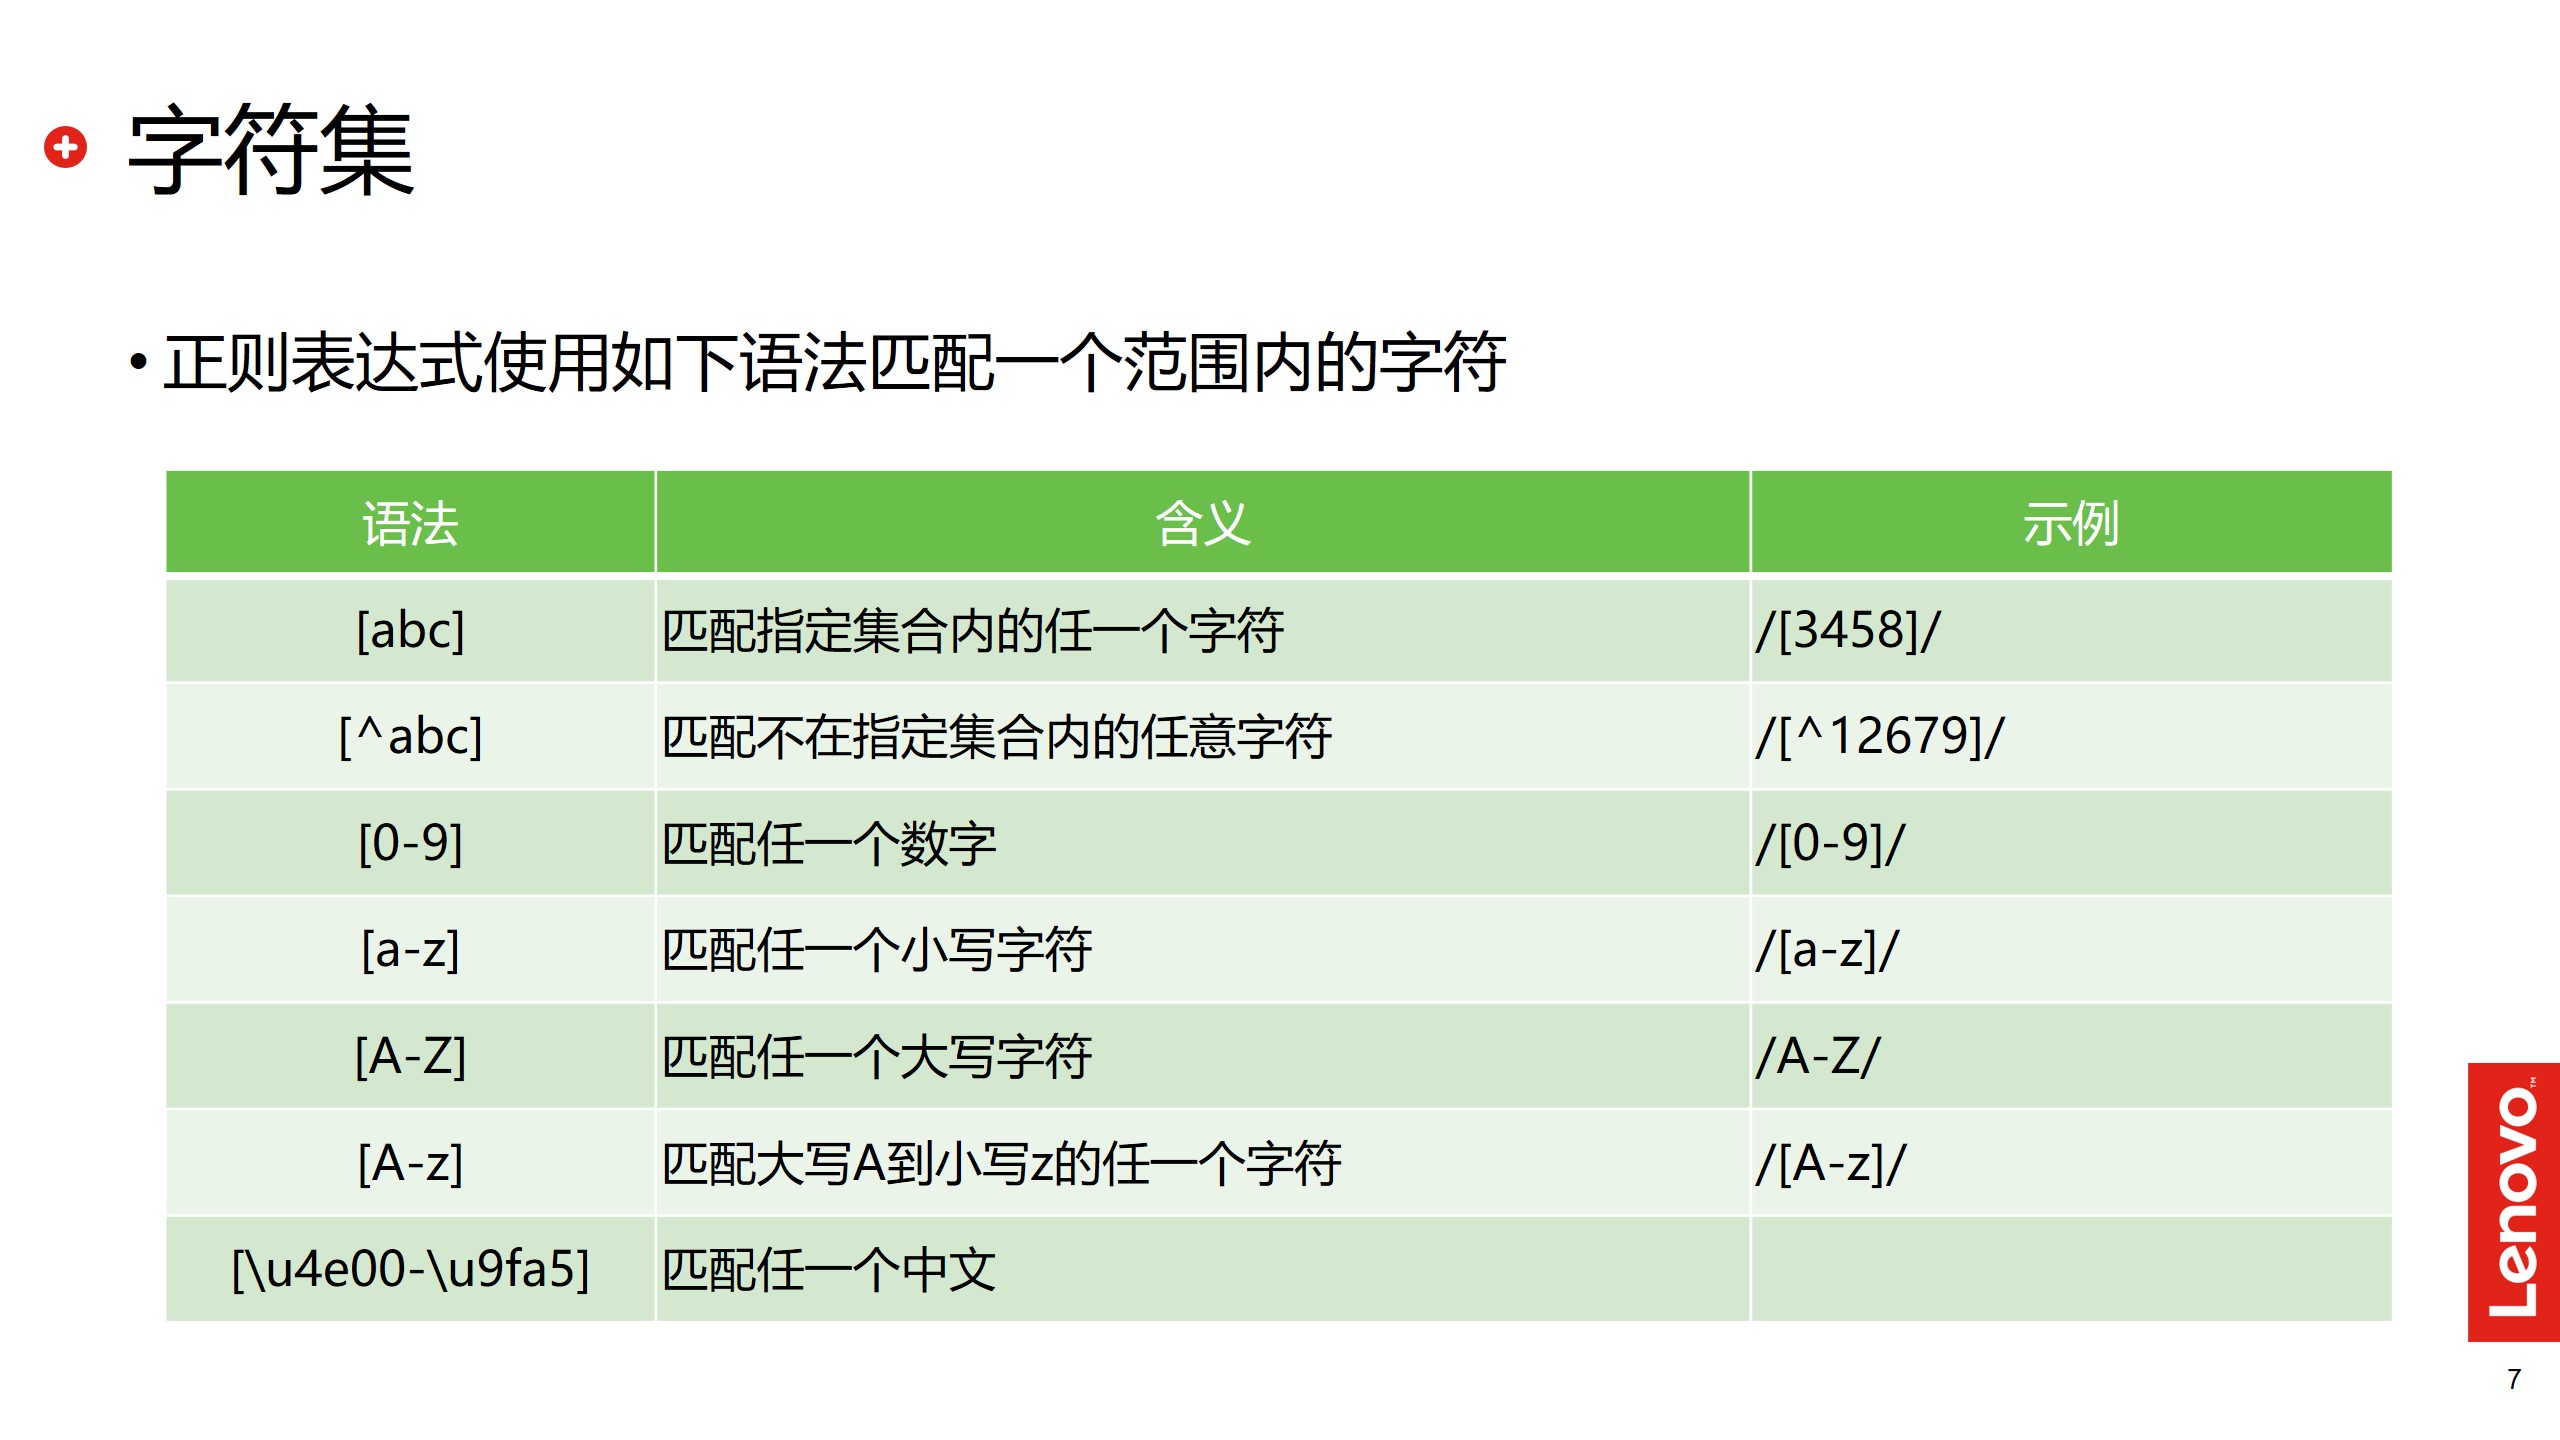 字符集
• 正则表达式使用如下语法匹配一个范围内的字符
语法 含义 示例
[abc] 匹配指定集合内的任一个字符 /[3458]/
[^abc] 匹配不在指定集合内的任意字符 /[^12679]/
[0-9] 匹配任一个数字 /[0-9]/
[a-z] 匹配任一个小写字符 /[a-z]/
[A-Z] 匹配任一个大写字符 /A-Z/
[A-z] 匹配大写A到小写z的任一个字符 /[A-z]/
[\u4e00-\u9fa5] 匹配任一个中文
Lenovo™
7